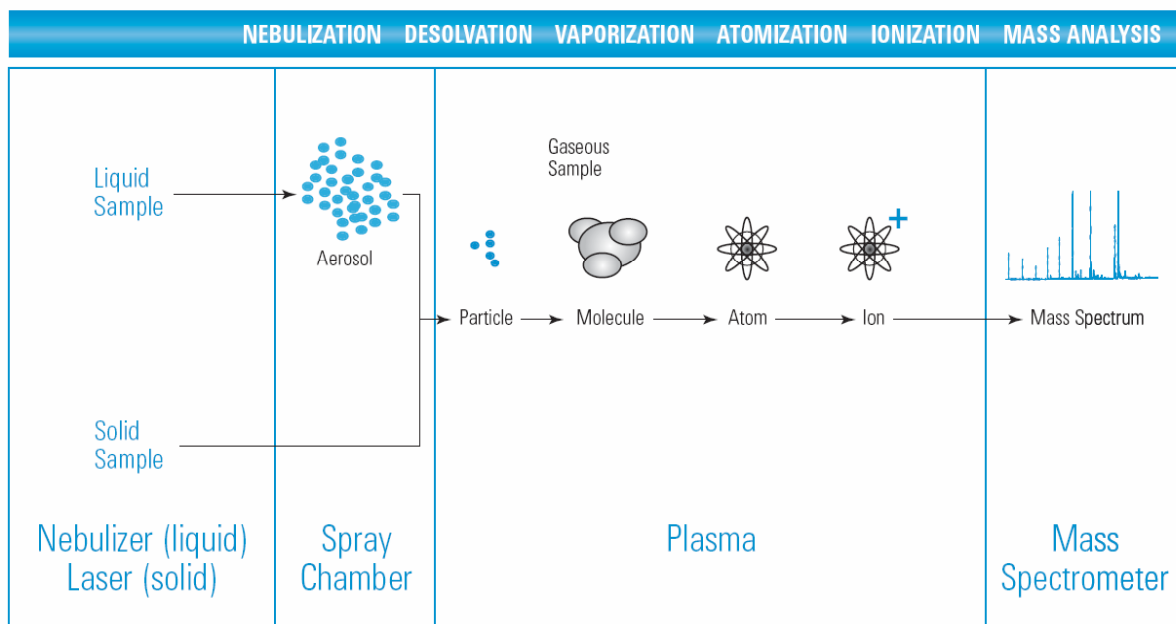 NEBULIZATION DESOLVATION VAPORIZATION ATOMIZATION IONIZATION MASS ANALYSIS
Gaseous
Sample
Liquid
Sample
Aerosol
+
Particle
Molecule
Atom
Ion
Mass Spectrum
Solid
Sample
Nebulizer (liquid)
Laser (solid)
Spray
Chamber
Plasma
Mass
Spectrometer